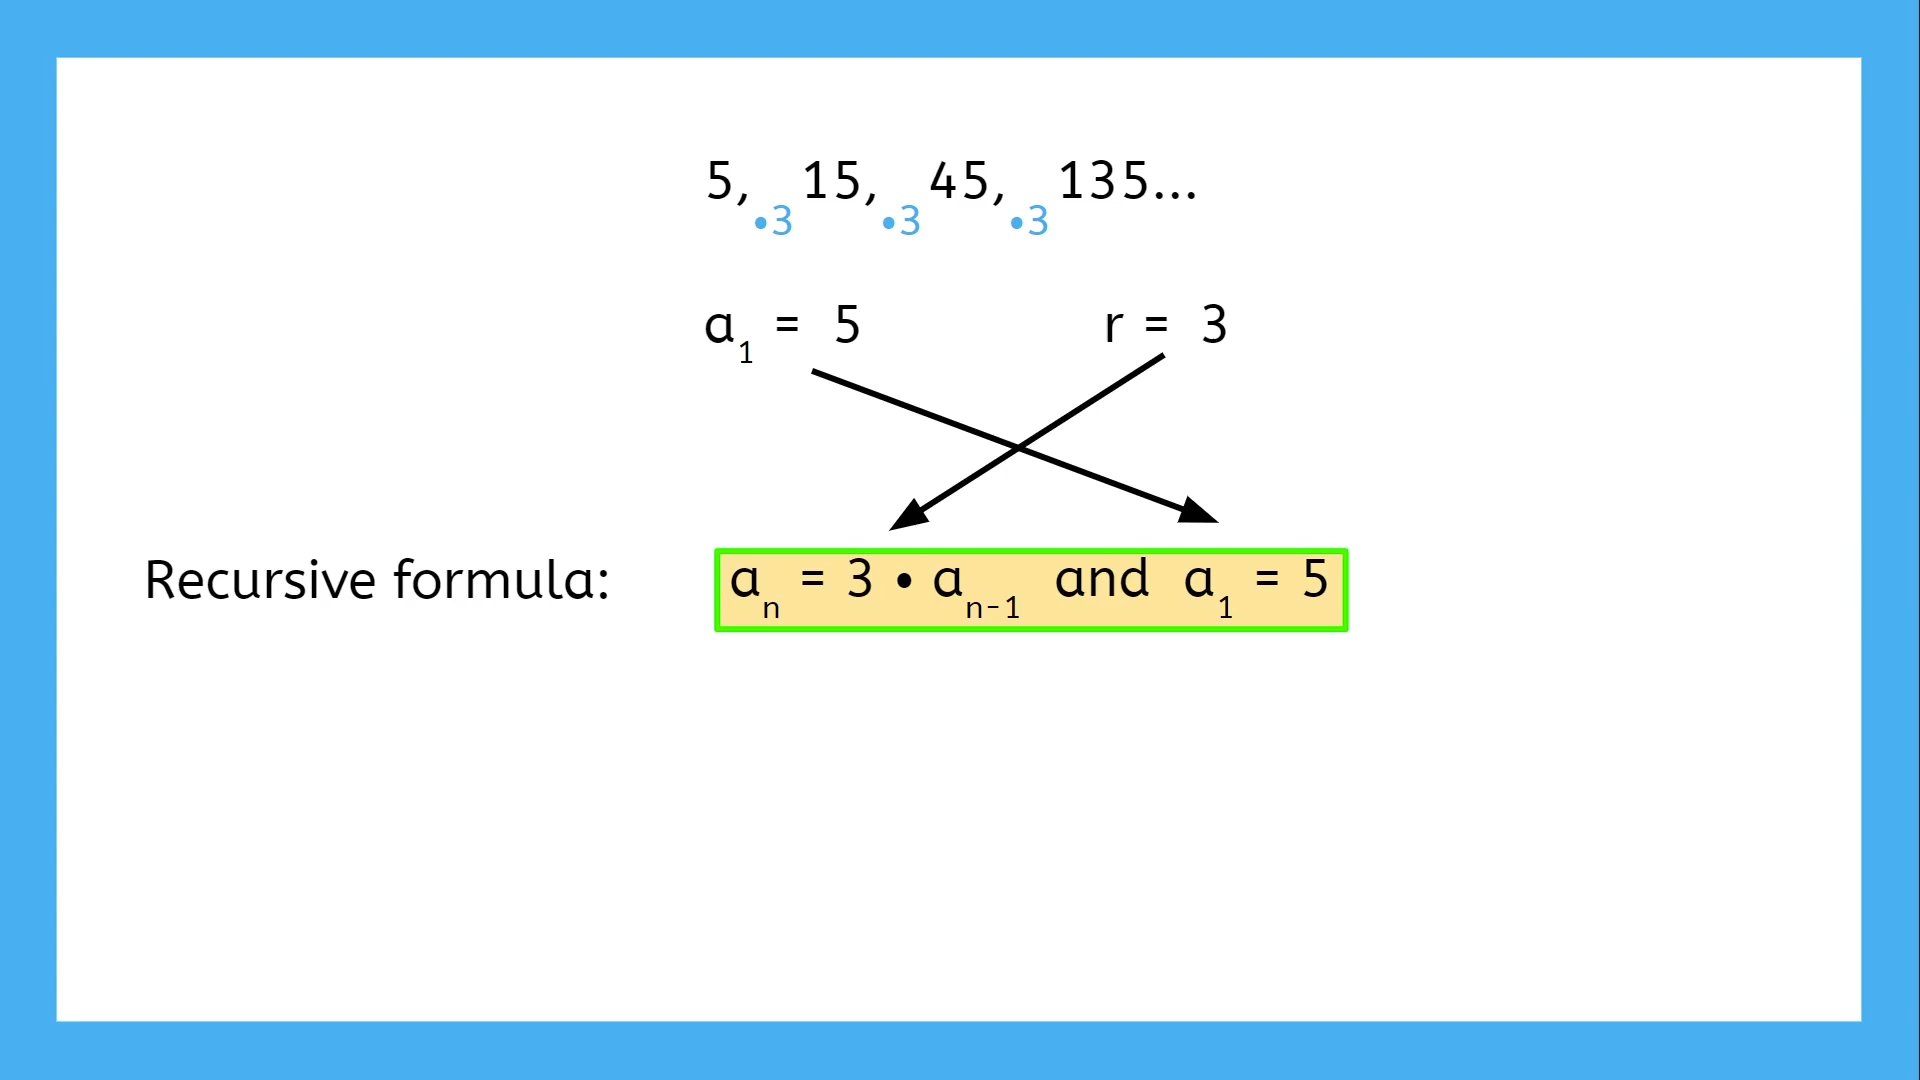 5, 15, 45, 135...
•3 •3 •3
a₁ = 5 r = 3
Recursive formula: aₙ = 3 • aₙ₋₁ and a₁ = 5